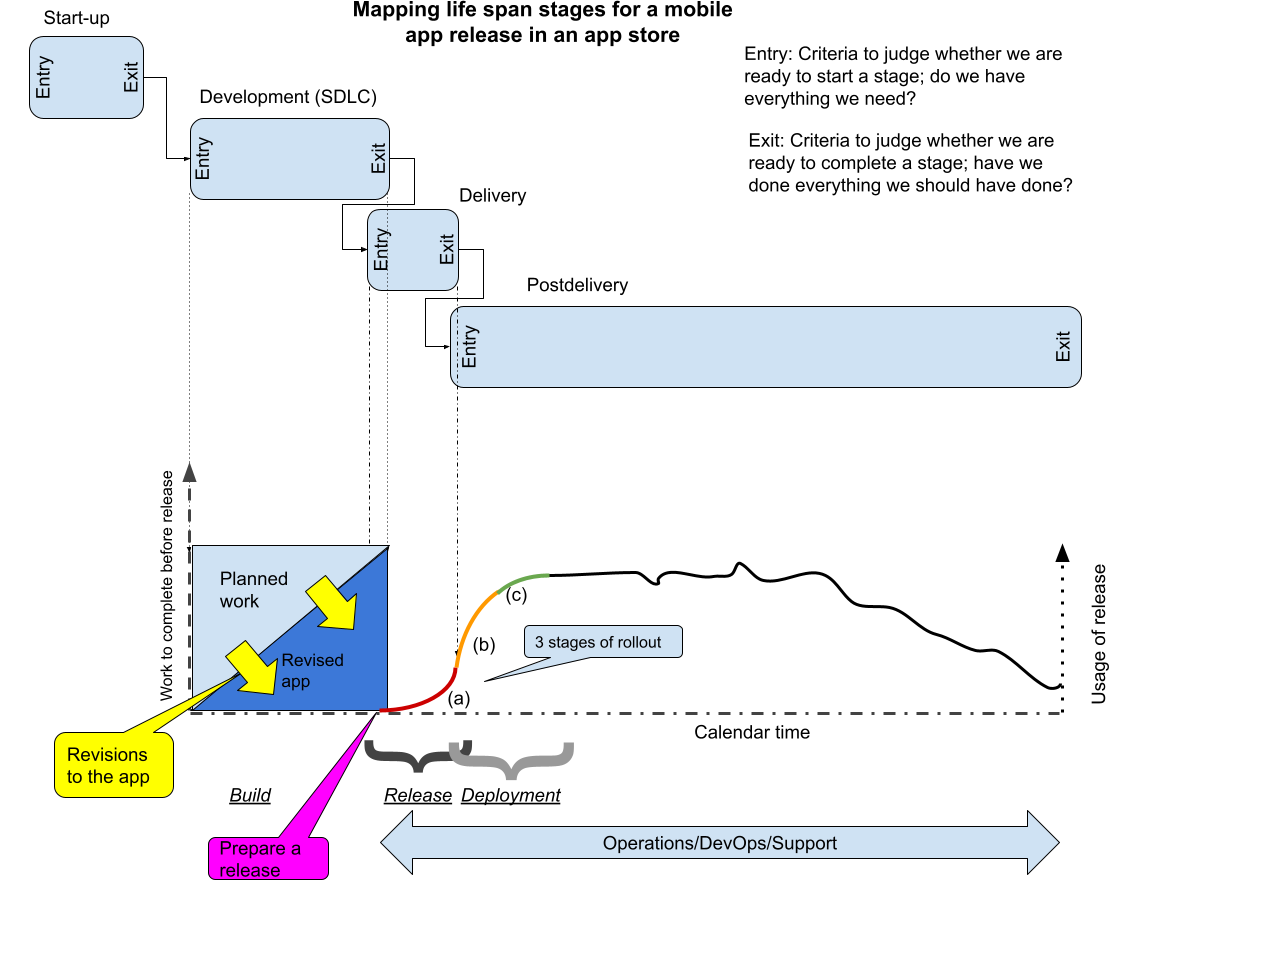 Mapping life span stages for a mobile
app release in an app store
Start-up
Entry
Exit
Entry: Criteria to judge whether we are
ready to start a stage; do we have
everything we need?
Development (SDLC)
Entry
Exit
Exit: Criteria to judge whether we are
ready to complete a stage; have we
done everything we should have done?
Delivery
Entry
Exit
Postdelivery
Entry
Exit
Work to complete before release
Planned
work
Revised
app
(c)
(b)
(a)
3 stages of rollout
Usage of release
Calendar time
Revisions
to the app
Build
Release
Deployment
Prepare a
release
Operations/DevOps/Support